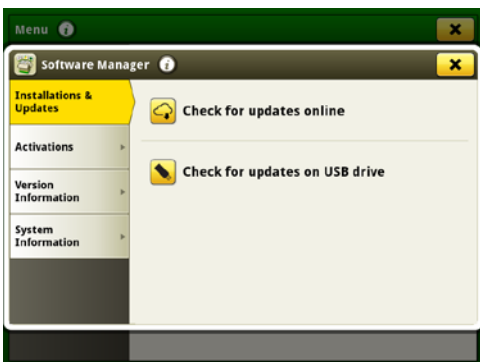 Menu
Software Manager
Installations &
Updates
Check for updates online
Activations
Check for updates on USB drive
Version
Information
System
Information